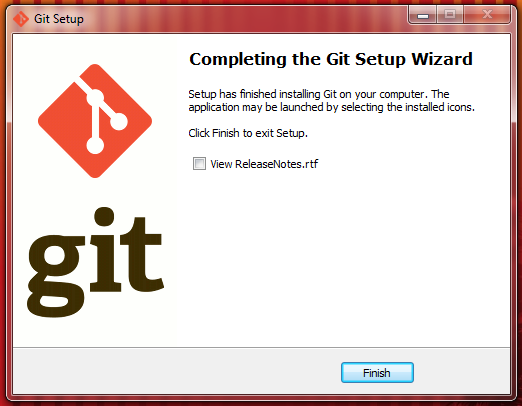 Git Setup
Completing the Git Setup Wizard
Setup has finished installing Git on your computer. The
application may be launched by selecting the installed icons.
Click Finish to exit Setup.
View ReleaseNotes.rtf
git
Finish